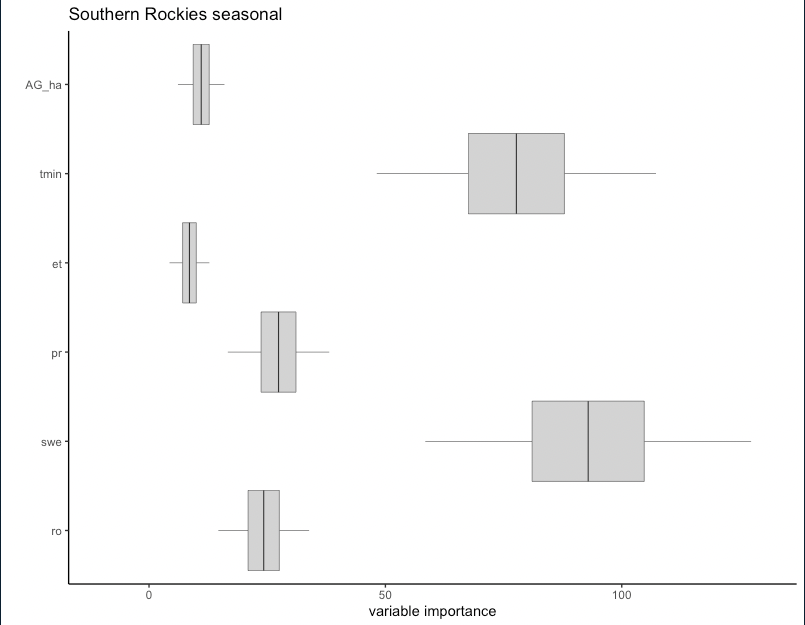 Southern Rockies seasonal
AG_ha
tmin
et
pr
swe
ro
0 50 100
variable importance